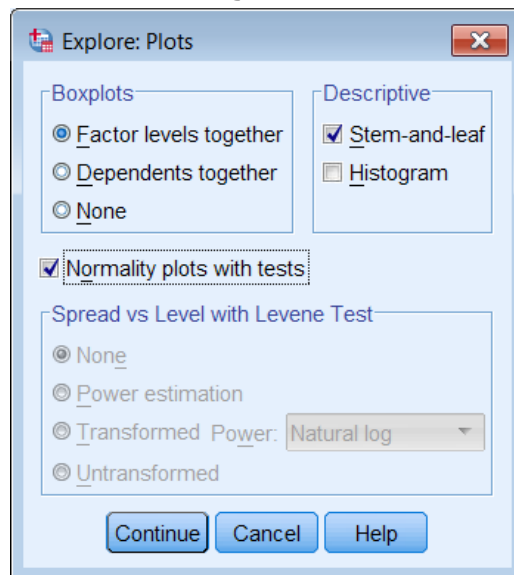 Explore: Plots
Boxplots
Factor levels together
Dependents together
None
Descriptive
Stem-and-leaf
Histogram
Normality plots with tests
Spread vs Level with Levene Test
None
Power estimation
Transformed Power: Natural log
Untransformed
Continue Cancel Help